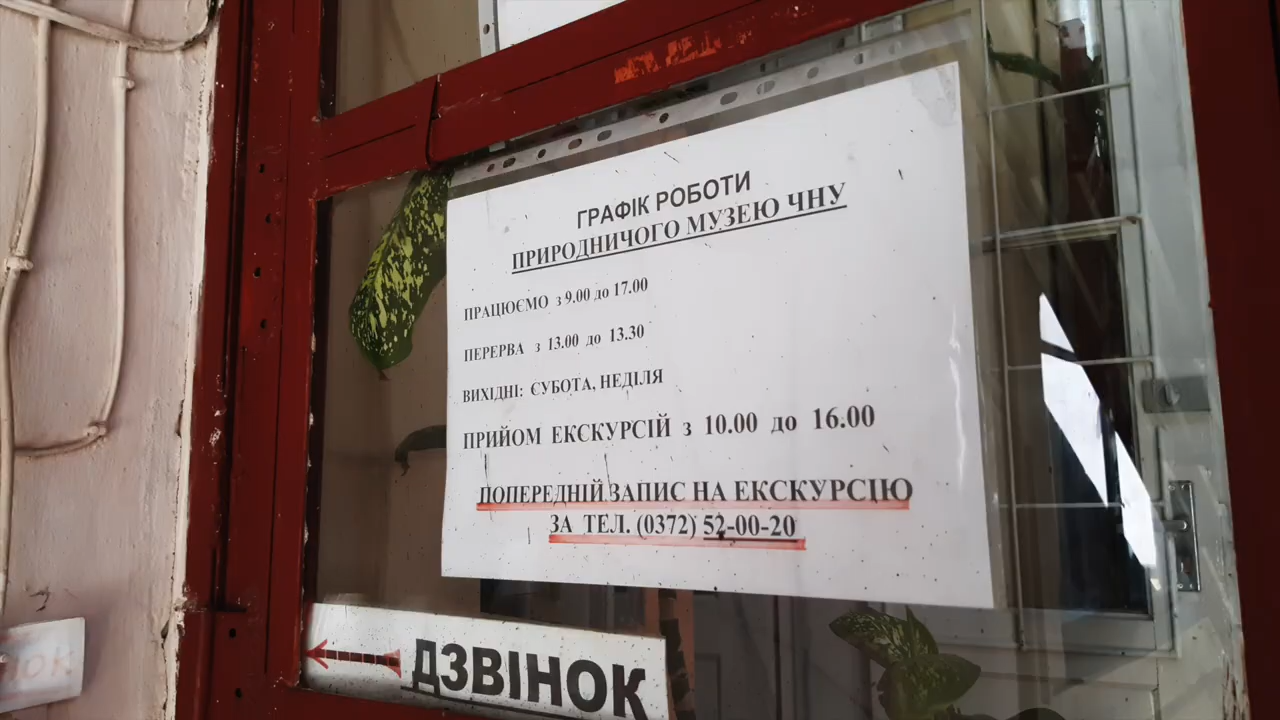 ГРАФІК РОБОТИ
ПРИРОДНИЧОГО МУЗЕЮ ЧНУ
ПРАЦЮЄМО з 9.00 до 17.00
ПЕРЕРВА з 13.00 до 13.30
ВИХІДНІ: СУБОТА, НЕДІЛЯ
ПРИЙОМ ЕКСКУРСІЙ з 10.00 до 16.00
ПОПЕРЕДНІЙ ЗАПИС НА ЕКСКУРСІЮ
ЗА ТЕЛ. (0372) 52-00-20
ДЗВІНОК